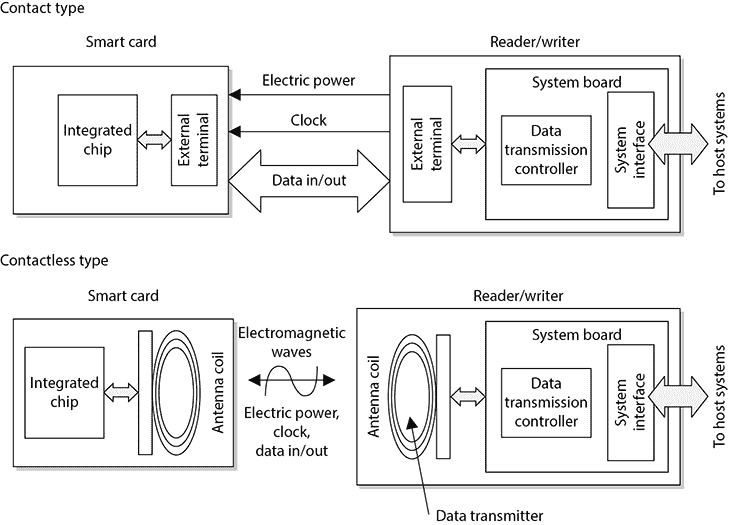 Contact type
Smart card
Reader/writer
Integrated
chip
External
terminal
Electric power
Clock
Data in/out
External
terminal
System board
Data
transmission
controller
System
interface
To host systems
Contactless type
Smart card
Reader/writer
Integrated
chip
Antenna coil
Electromagnetic
waves
Electric power,
clock,
data in/out
Antenna coil
System board
Data
transmission
controller
System
interface
To host systems
Data transmitter